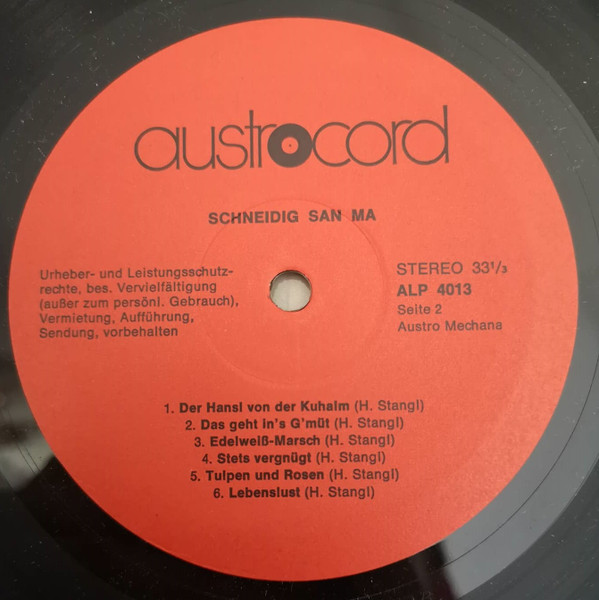 austrocord
SCHNEIDIG SAN MA
Urheber- und Leistungsschutz-
rechte, bes. Vervielfältigung
(außer zum persönl. Gebrauch),
Vermietung, Aufführung,
Sendung, vorbehalten
STEREO 33¹/₃
ALP 4013
Seite 2
Austro Mechana
1. Der Hansl von der Kuhalm (H. Stangl)
2. Das geht in's G'müt (H. Stangl)
3. Edelweiß-Marsch (H. Stangl)
4. Stets vergnügt (H. Stangl)
5. Tulpen und Rosen (H. Stangl)
6. Lebenslust (H. Stangl)